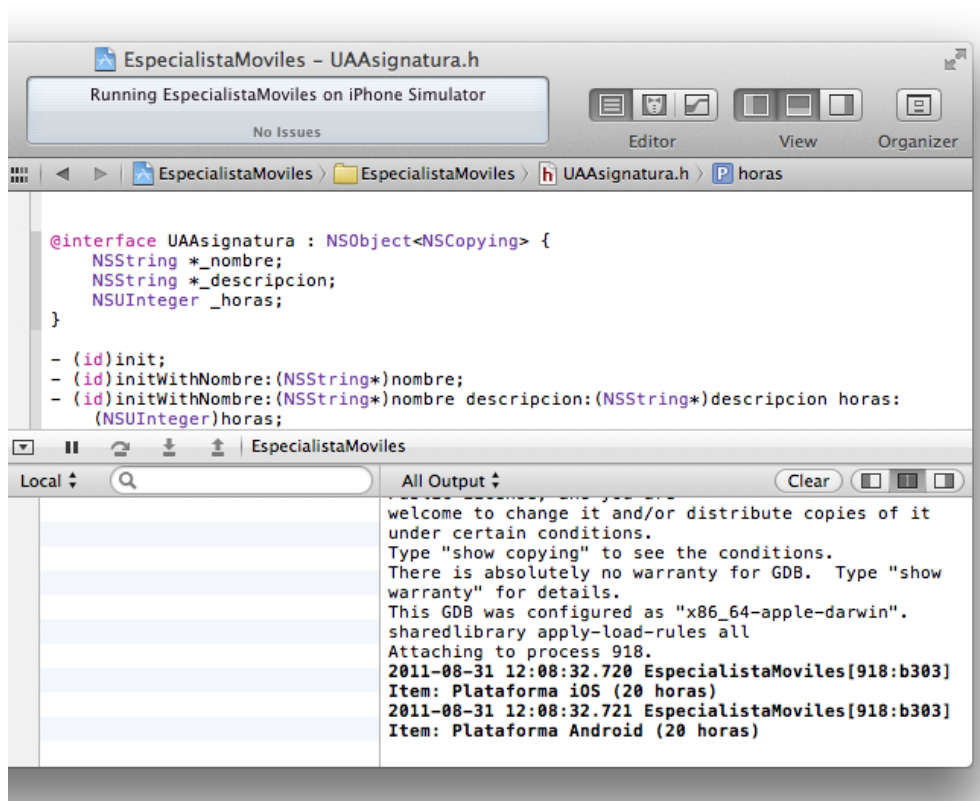 EspecialistaMoviles – UAAsignatura.h
Running EspecialistaMoviles on iPhone Simulator
No Issues
Editor View Organizer
EspecialistaMoviles EspecialistaMoviles h UAAsignatura.h P horas
@interface UAAsignatura : NSObject<NSCopying> {
NSString *_nombre;
NSString *_descripcion;
NSUInteger _horas;
}
- (id)init;
- (id)initWithNombre:(NSString*)nombre;
- (id)initWithNombre:(NSString*)nombre descripcion:(NSString*)descripcion horas:
(NSUInteger)horas;
EspecialistaMoviles
Local All Output Clear
Public License, and you are
welcome to change it and/or distribute copies of it
under certain conditions.
Type "show copying" to see the conditions.
There is absolutely no warranty for GDB.  Type "show
warranty" for details.
This GDB was configured as "x86_64-apple-darwin".
sharedlibrary apply-load-rules all
Attaching to process 918.
2011-08-31 12:08:32.720 EspecialistaMoviles[918:b303]
Item: Plataforma iOS (20 horas)
2011-08-31 12:08:32.721 EspecialistaMoviles[918:b303]
Item: Plataforma Android (20 horas)